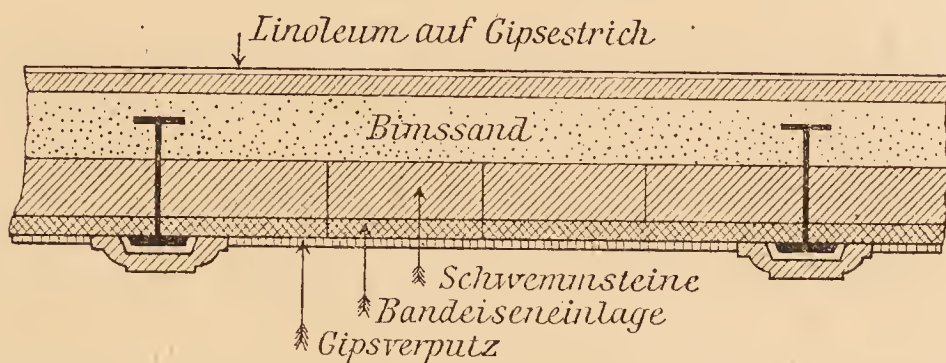 Linoleum auf Gipsestrich
Bimssand
Schwemmsteine
Bandeiseneinlage
Gipsverputz